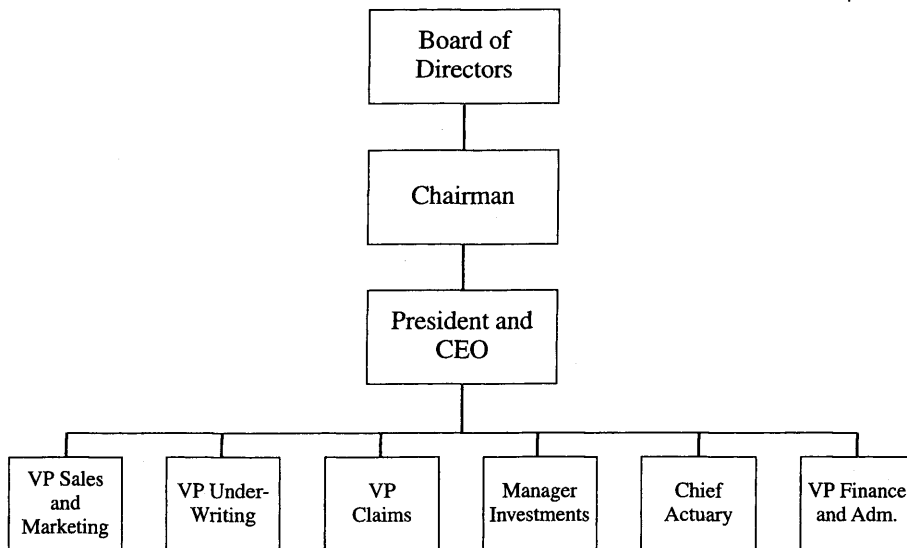 Board of
Directors
Chairman
President and
CEO
VP Sales
and
Marketing
VP Under-
Writing
VP
Claims
Manager
Investments
Chief
Actuary
VP Finance
and Adm.